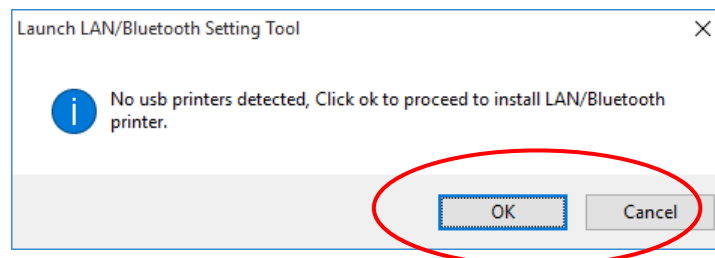 Launch LAN/Bluetooth Setting Tool
No usb printers detected, Click ok to proceed to install LAN/Bluetooth
printer.
OK
Cancel